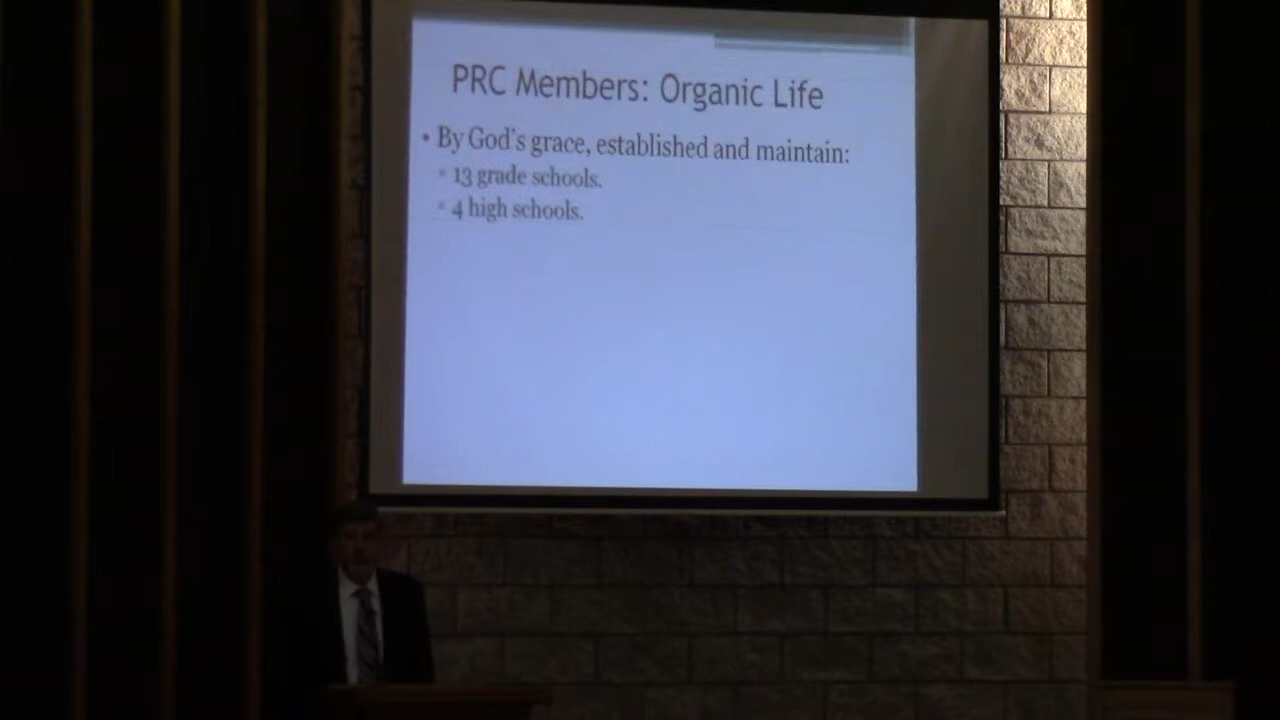 PRC Members: Organic Life
• By God's grace, established and maintain:
▫ 13 grade schools.
▫ 4 high schools.